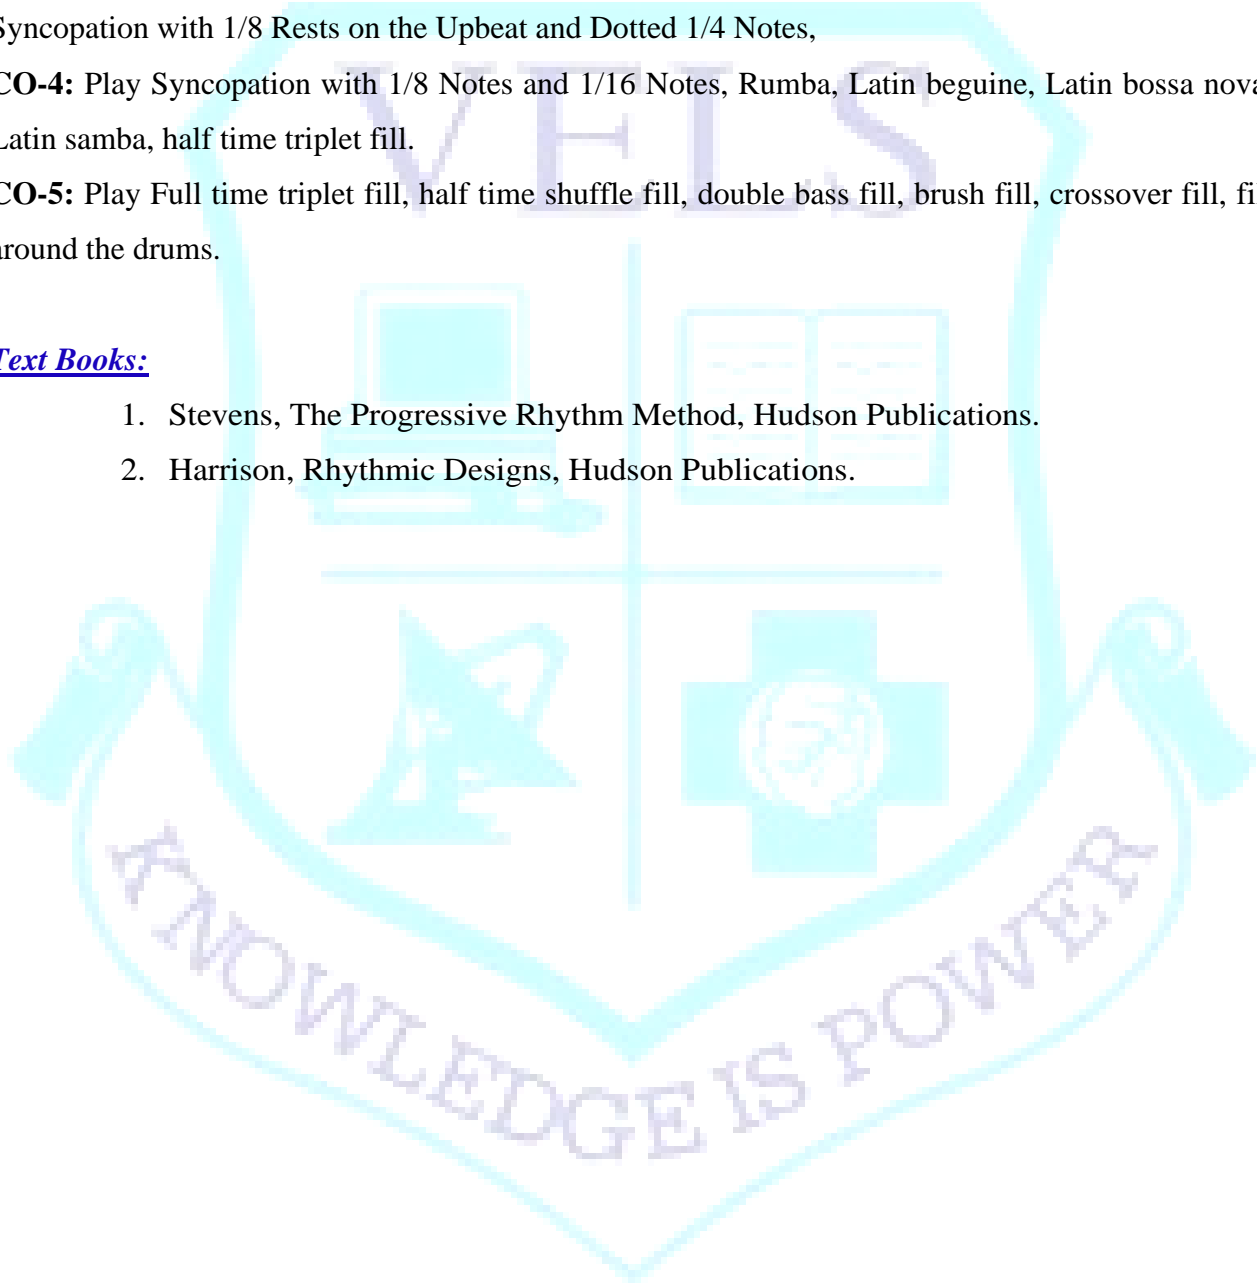 Syncopation with 1/8 Rests on the Upbeat and Dotted 1/4 Notes,
CO-4: Play Syncopation with 1/8 Notes and 1/16 Notes, Rumba, Latin beguine, Latin bossa nova
Latin samba, half time triplet fill.
CO-5: Play Full time triplet fill, half time shuffle fill, double bass fill, brush fill, crossover fill,
around the drums.
Text Books:
1. Stevens, The Progressive Rhythm Method, Hudson Publications.
2. Harrison, Rhythmic Designs, Hudson Publications.
VELS
KNOWLEDGE IS POWER